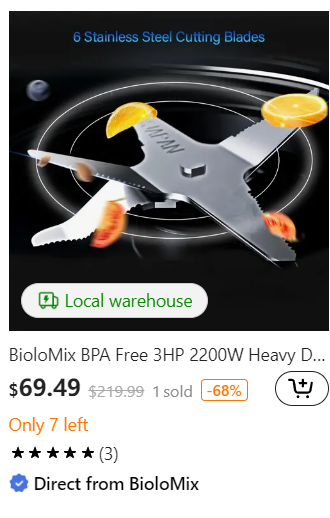 6 Stainless Steel Cutting Blades
JAPAN
Local warehouse
BioloMix BPA Free 3HP 2200W Heavy D...
$69.49 $219.99 1 sold -68%
Only 7 left
★★★★★(3)
Direct from BioloMix